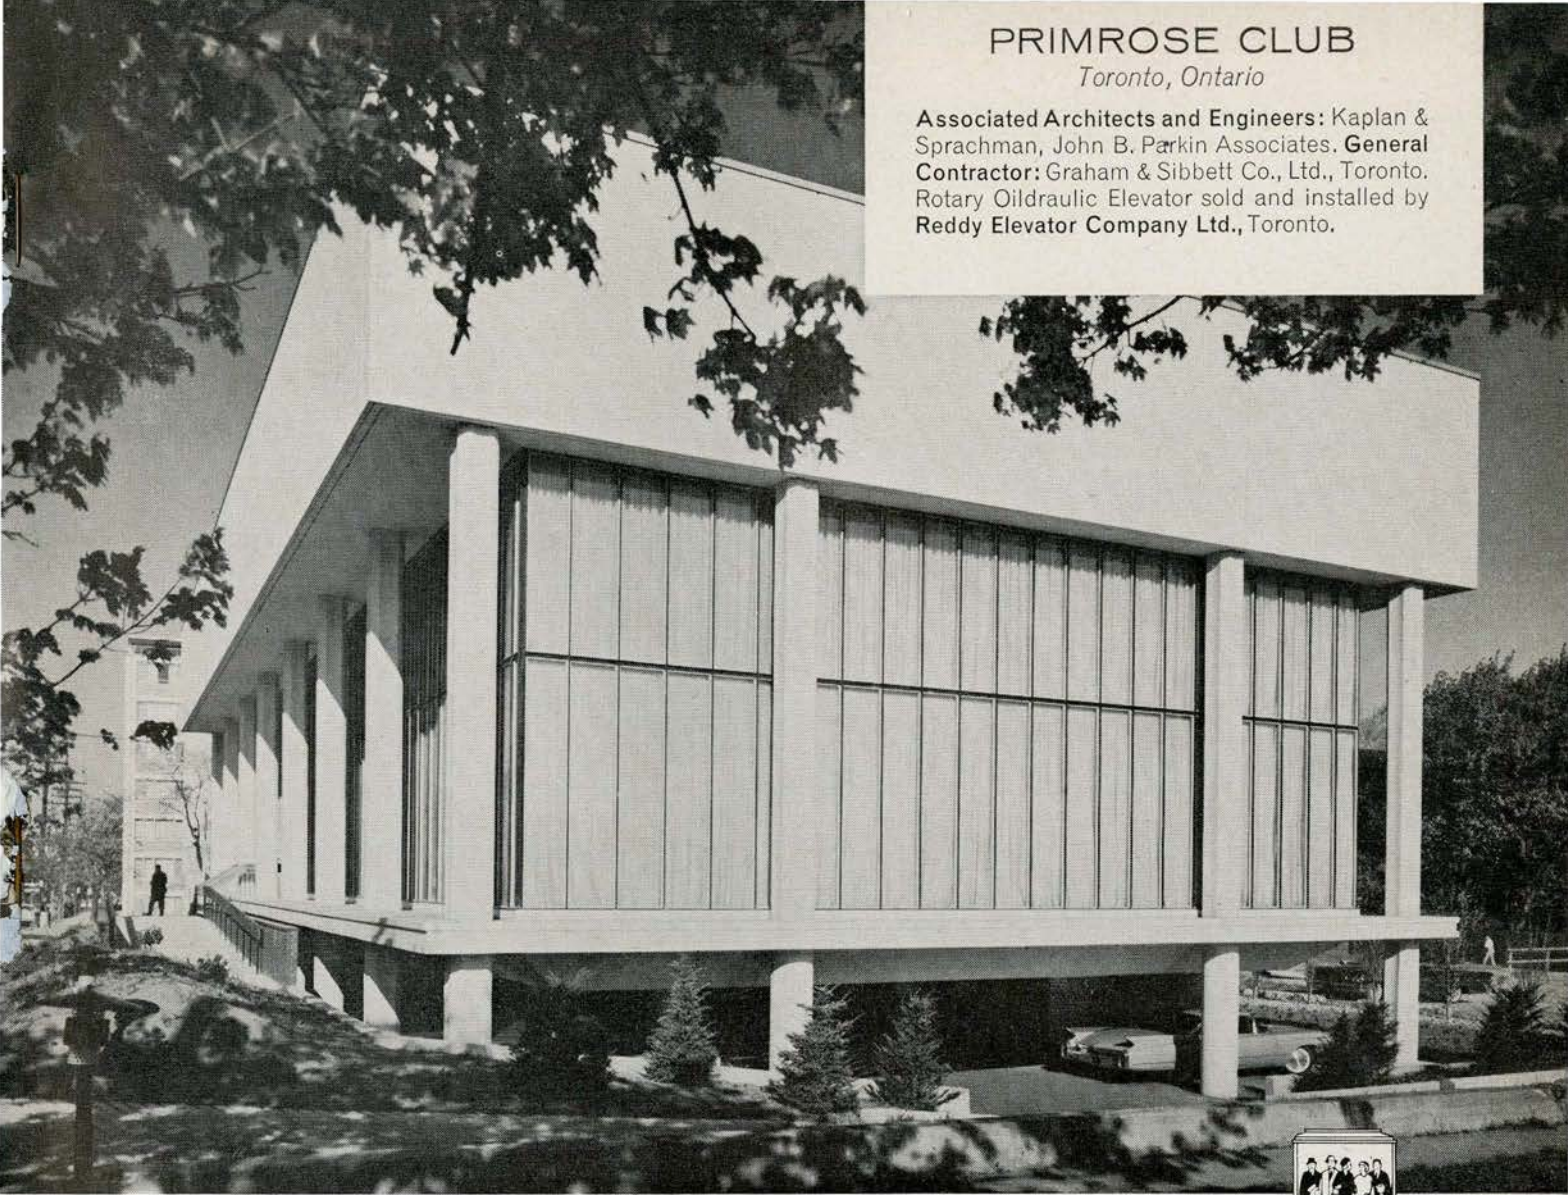 PRIMROSE CLUB
Toronto, Ontario
Associated Architects and Engineers: Kaplan &
Sprachman, John B. Parkin Associates. General
Contractor: Graham & Sibbett Co., Ltd., Toronto.
Rotary Oildraulic Elevator sold and installed by
Reddy Elevator Company Ltd., Toronto.